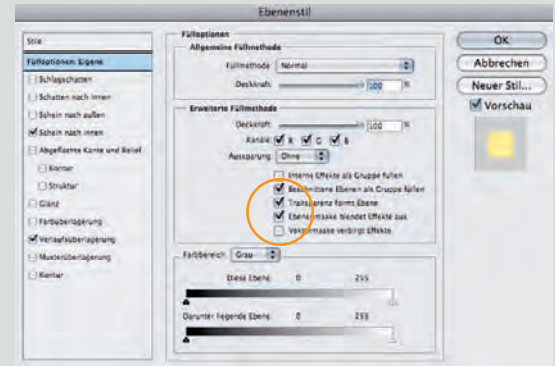 Ebenenstil
Stile
Fülloptionen: Eigene
Schlagschatten
Schatten nach innen
Schein nach außen
Schein nach innen
Abgeflachte Kante und Relief
Kontur
Struktur
Glanz
Farbüberlagerung
Verlaufsüberlagerung
Musterüberlagerung
Kontur
Fülloptionen
Allgemeine Füllmethode
Füllmethode: Normal
Deckkraft: 100 %
Erweiterte Füllmethode
Deckkraft: 100 %
Kanäle: R G B
Aussparung: Ohne
Interne Effekte als Gruppe füllen
Beschnittene Ebenen als Gruppe füllen
Transparenz formt Ebene
Ebenenmaske blendet Effekte aus
Vektormaske verbirgt Effekte
Farbbereich: Grau
Diese Ebene: 0 255
Darunter liegende Ebene: 0 255
OK
Abbrechen
Neuer Stil...
Vorschau